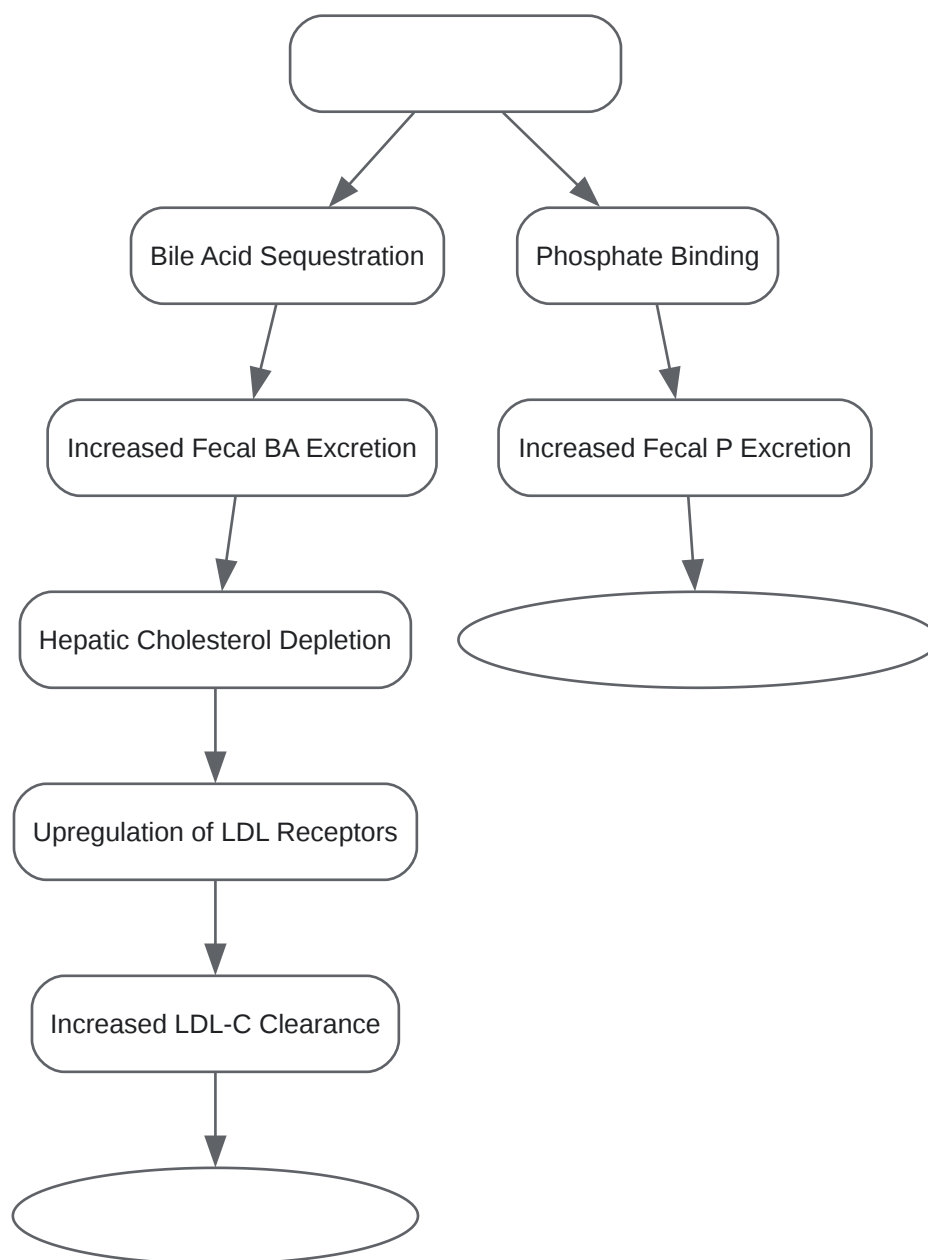 Bile Acid Sequestration
Phosphate Binding
Increased Fecal BA Excretion
Increased Fecal P Excretion
Hepatic Cholesterol Depletion
Upregulation of LDL Receptors
Increased LDL-C Clearance